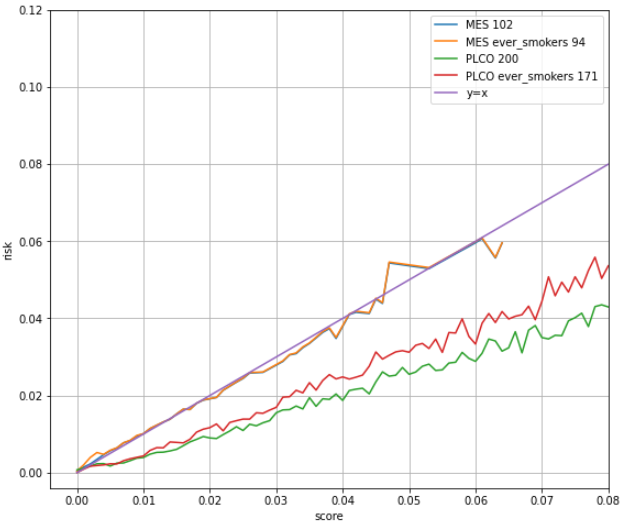 0.12
0.10
0.08
0.06
0.04
0.02
0.00
risk
MES 102
MES ever_smokers 94
PLCO 200
PLCO ever_smokers 171
y=x
0.00 0.01 0.02 0.03 0.04 0.05 0.06 0.07 0.08
score